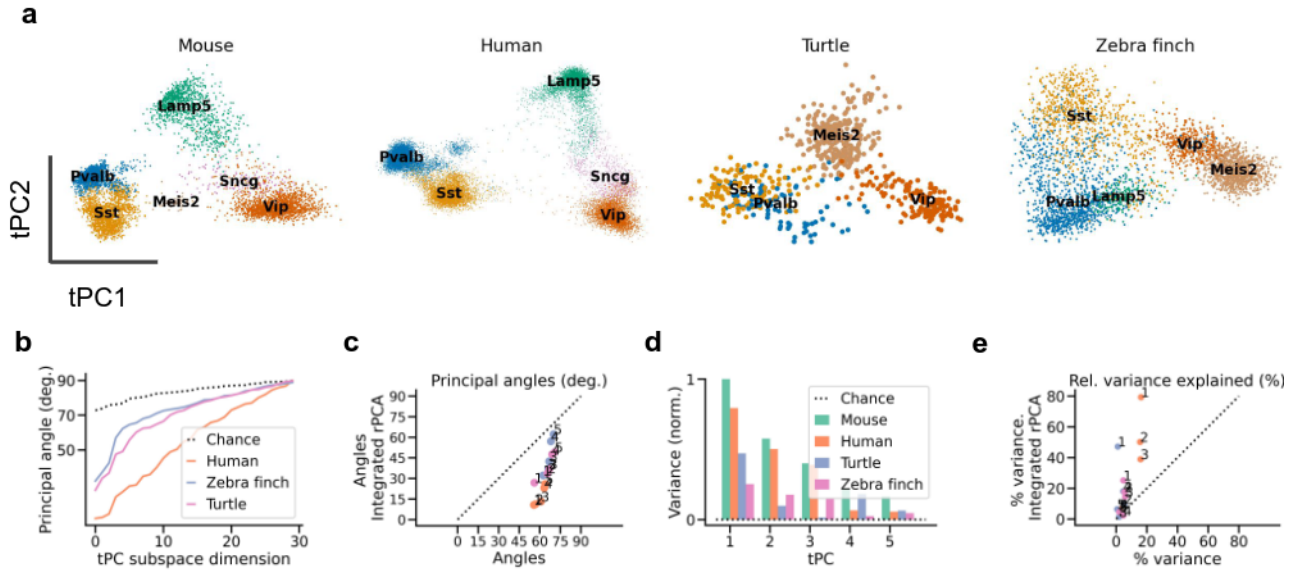 a
Mouse
Human
Turtle
Zebra finch
Lamp5
Pvalb
Sst
Meis2
Sncg
Vip
tPC2
tPC1
Lamp5
Pvalb
Sst
Sncg
Vip
Meis2
Sst
Pvalb
Vip
Sst
Vip
Meis2
Pvalb
Lamp5
b
Principal angle (deg.)
90
70
50
Chance
Human
Zebra finch
Turtle
0 10 20 30
tPC subspace dimension
c
Principal angles (deg.)
Angles
Integrated rPCA
90
75
60
45
30
15
0
0 15 30 45 60 75 90
Angles
d
Variance (norm.)
1
0
Chance
Mouse
Human
Turtle
Zebra finch
1 2 3 4 5
tPC
e
Rel. variance explained (%)
% variance.
Integrated rPCA
80
60
40
20
0
1
2
3
1
1
0 20 40 60 80
% variance